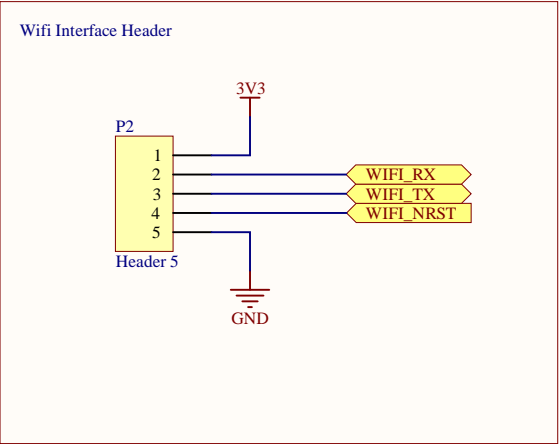 Wifi Interface Header
3V3
P2
1
2 WIFI_RX
3 WIFI_TX
4 WIFI_NRST
5
Header 5
GND